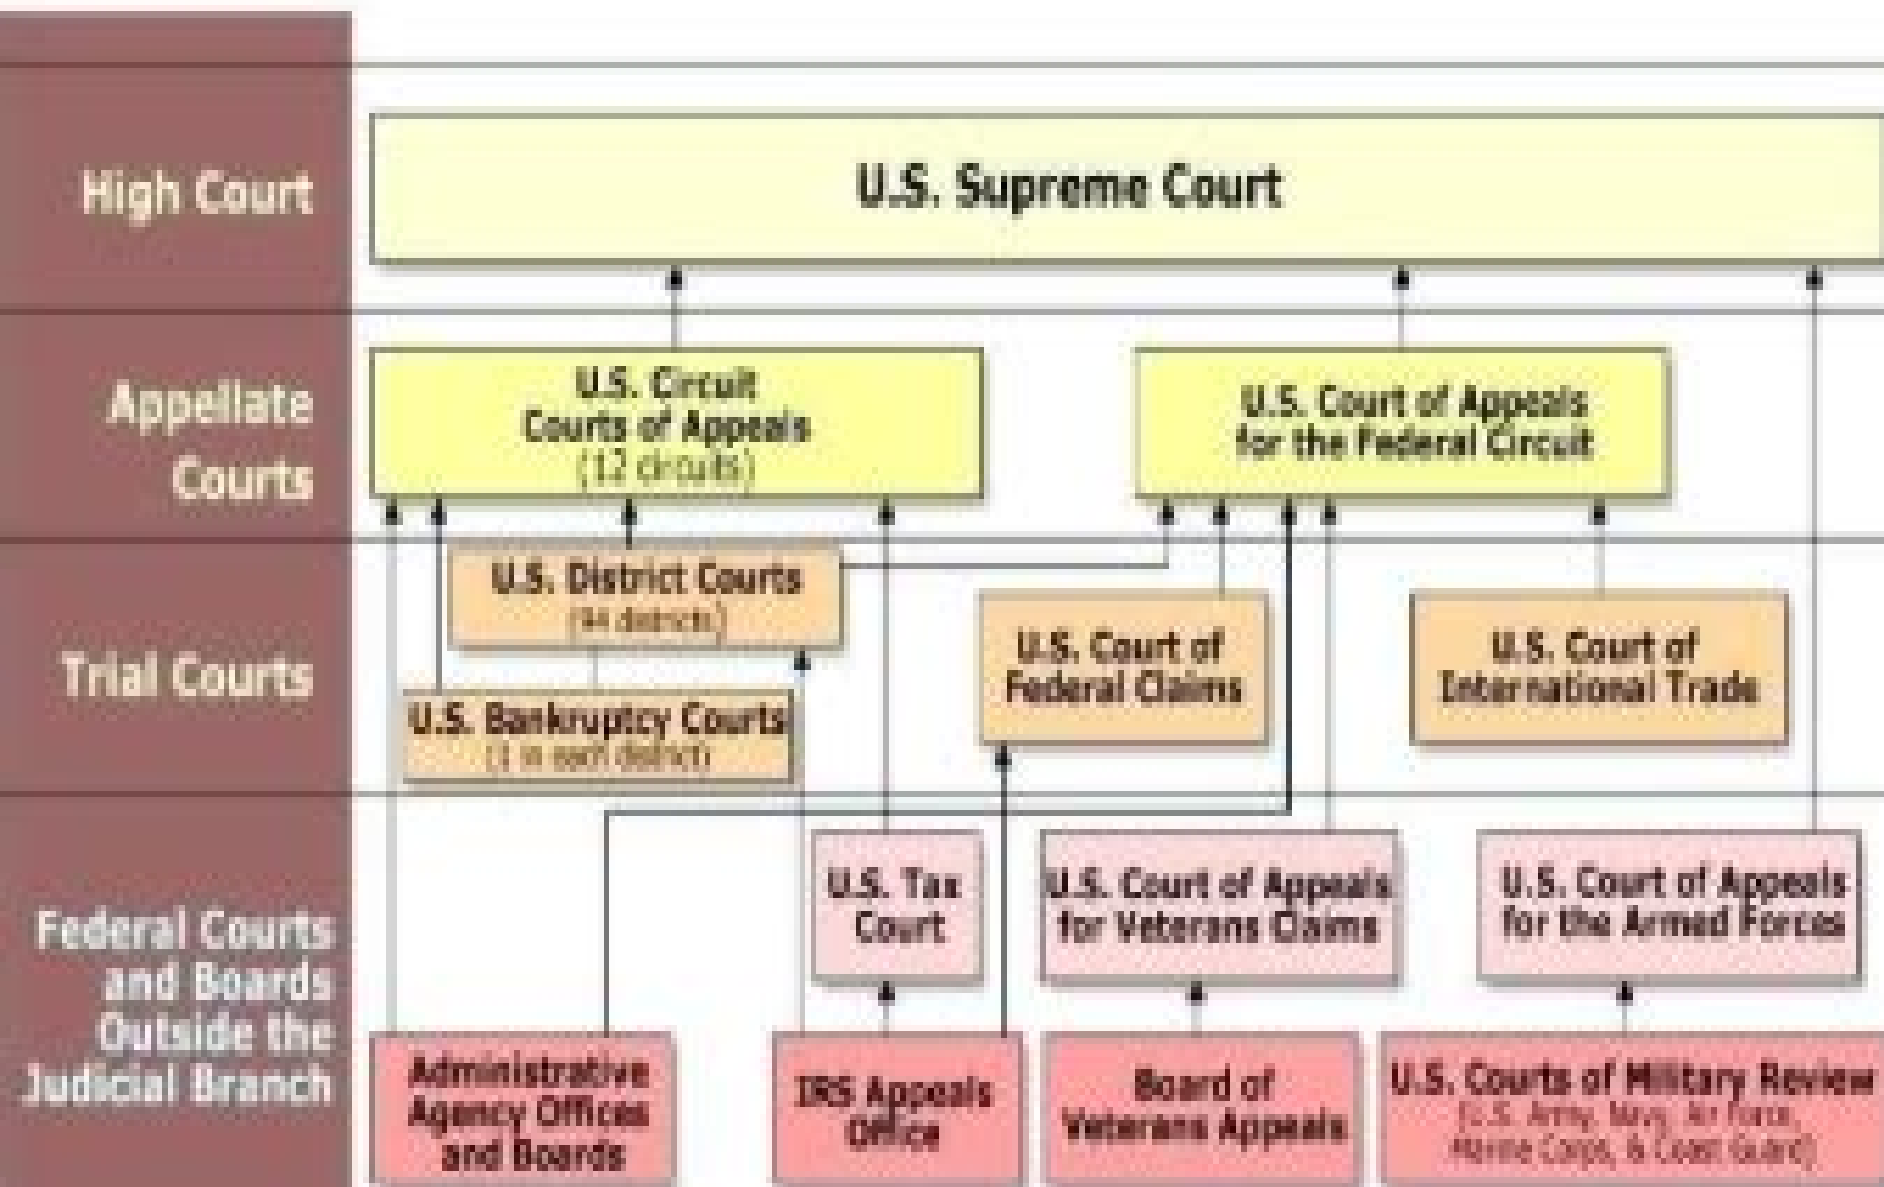 High Court
U.S. Supreme Court
Appellate
Courts
U.S. Circuit
Courts of Appeals
(12 circuits)
U.S. Court of Appeals
for the Federal Circuit
Trial Courts
U.S. District Courts
(94 districts)
U.S. Bankruptcy Courts
(1 in each district)
U.S. Court of
Federal Claims
U.S. Court of
International Trade
Federal Courts
and Boards
Outside the
Judicial Branch
U.S. Tax
Court
U.S. Court of Appeals
for Veterans Claims
U.S. Court of Appeals
for the Armed Forces
Administrative
Agency Offices
and Boards
IRS Appeals
Office
Board of
Veterans Appeals
U.S. Courts of Military Review
(U.S. Army, Navy, Air Force,
Marine Corps, & Coast Guard)